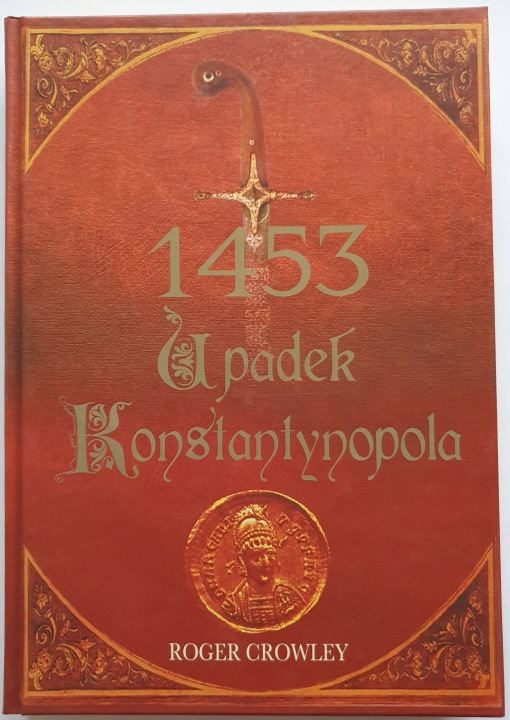 1453
Upadek
Konstantynopola
ROGER CROWLEY